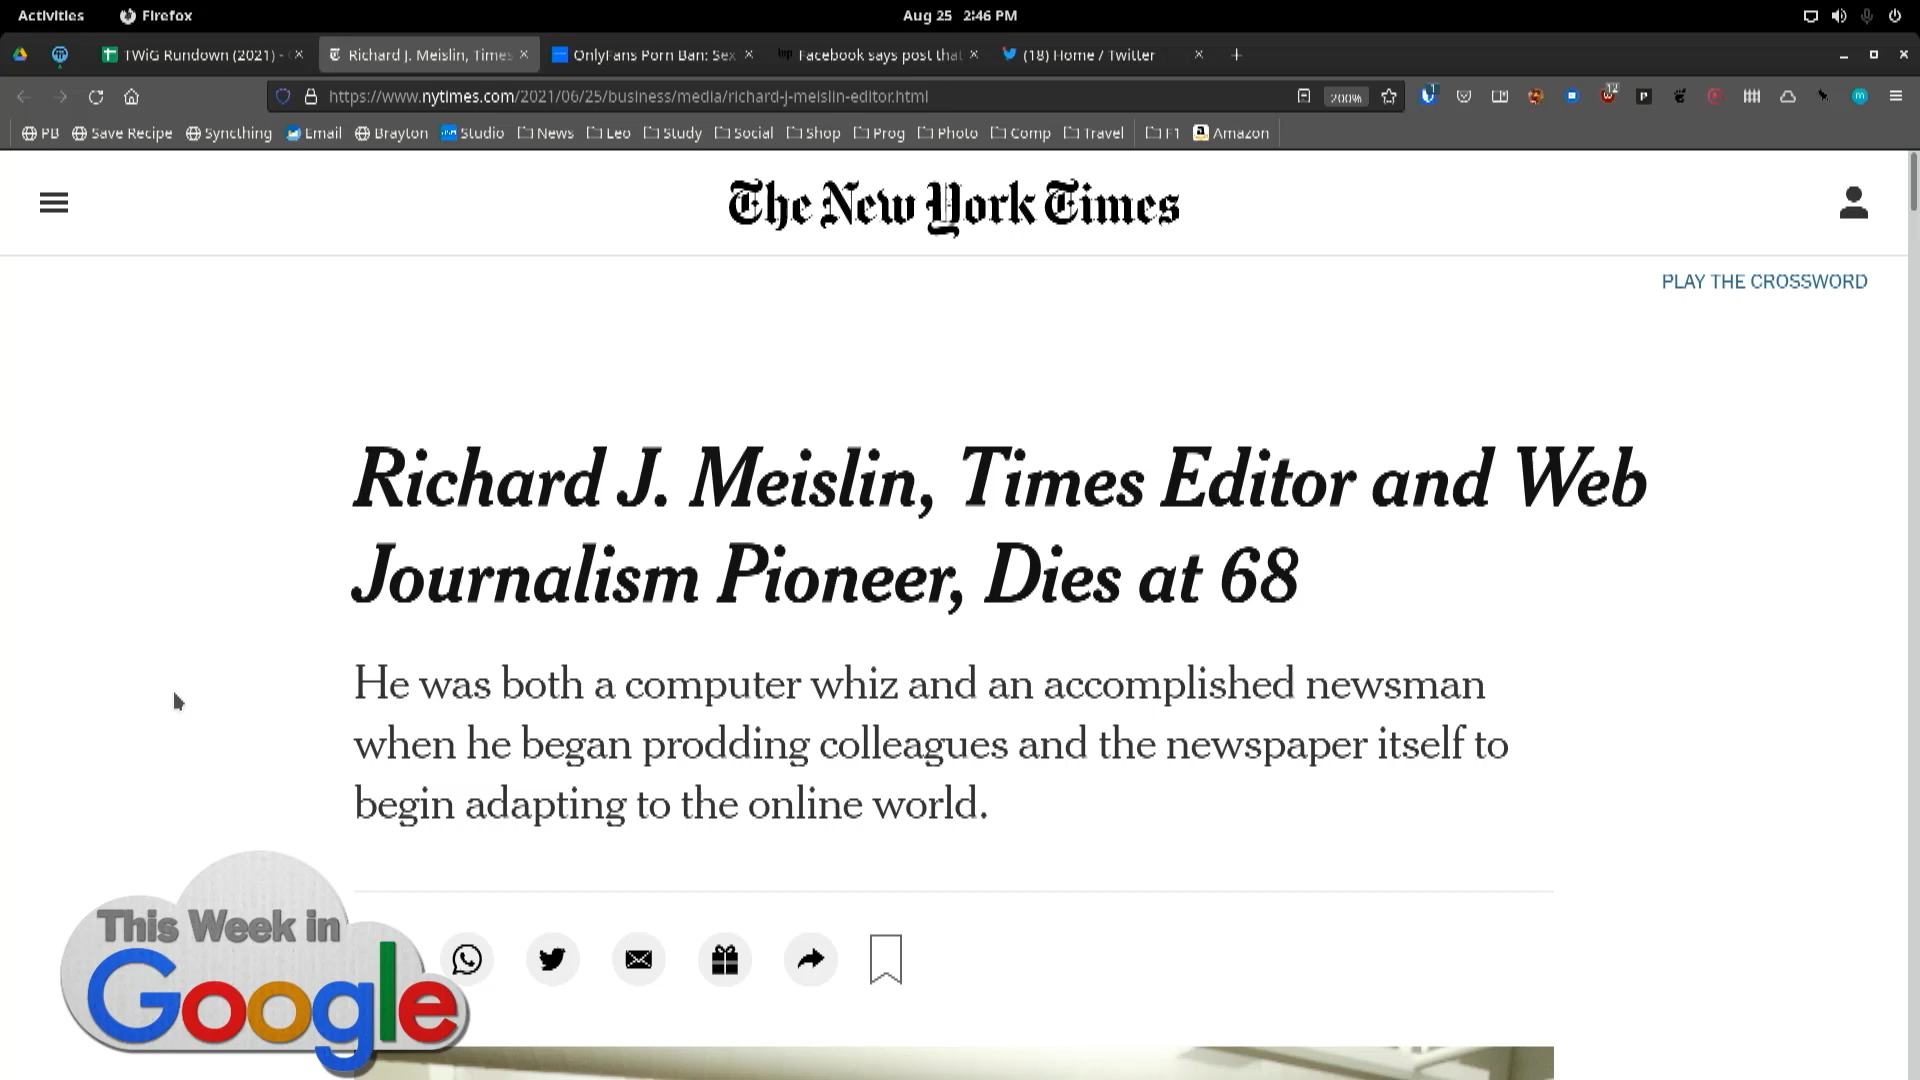 Activities Firefox Aug 25 2:46 PM
TWiG Rundown (2021) - Richard J. Meislin, Times OnlyFans Porn Ban: Sex Facebook says post that (18) Home / Twitter
https://www.nytimes.com/2021/06/25/business/media/richard-j-meislin-editor.html 200% 12
PB Save Recipe Syncthing Email Brayton Studio News Leo Study Social Shop Prog Photo Comp Travel F1 Amazon
The New York Times
PLAY THE CROSSWORD
Richard J. Meislin, Times Editor and Web
Journalism Pioneer, Dies at 68
He was both a computer whiz and an accomplished newsman
when he began prodding colleagues and the newspaper itself to
begin adapting to the online world.
This Week in
Google